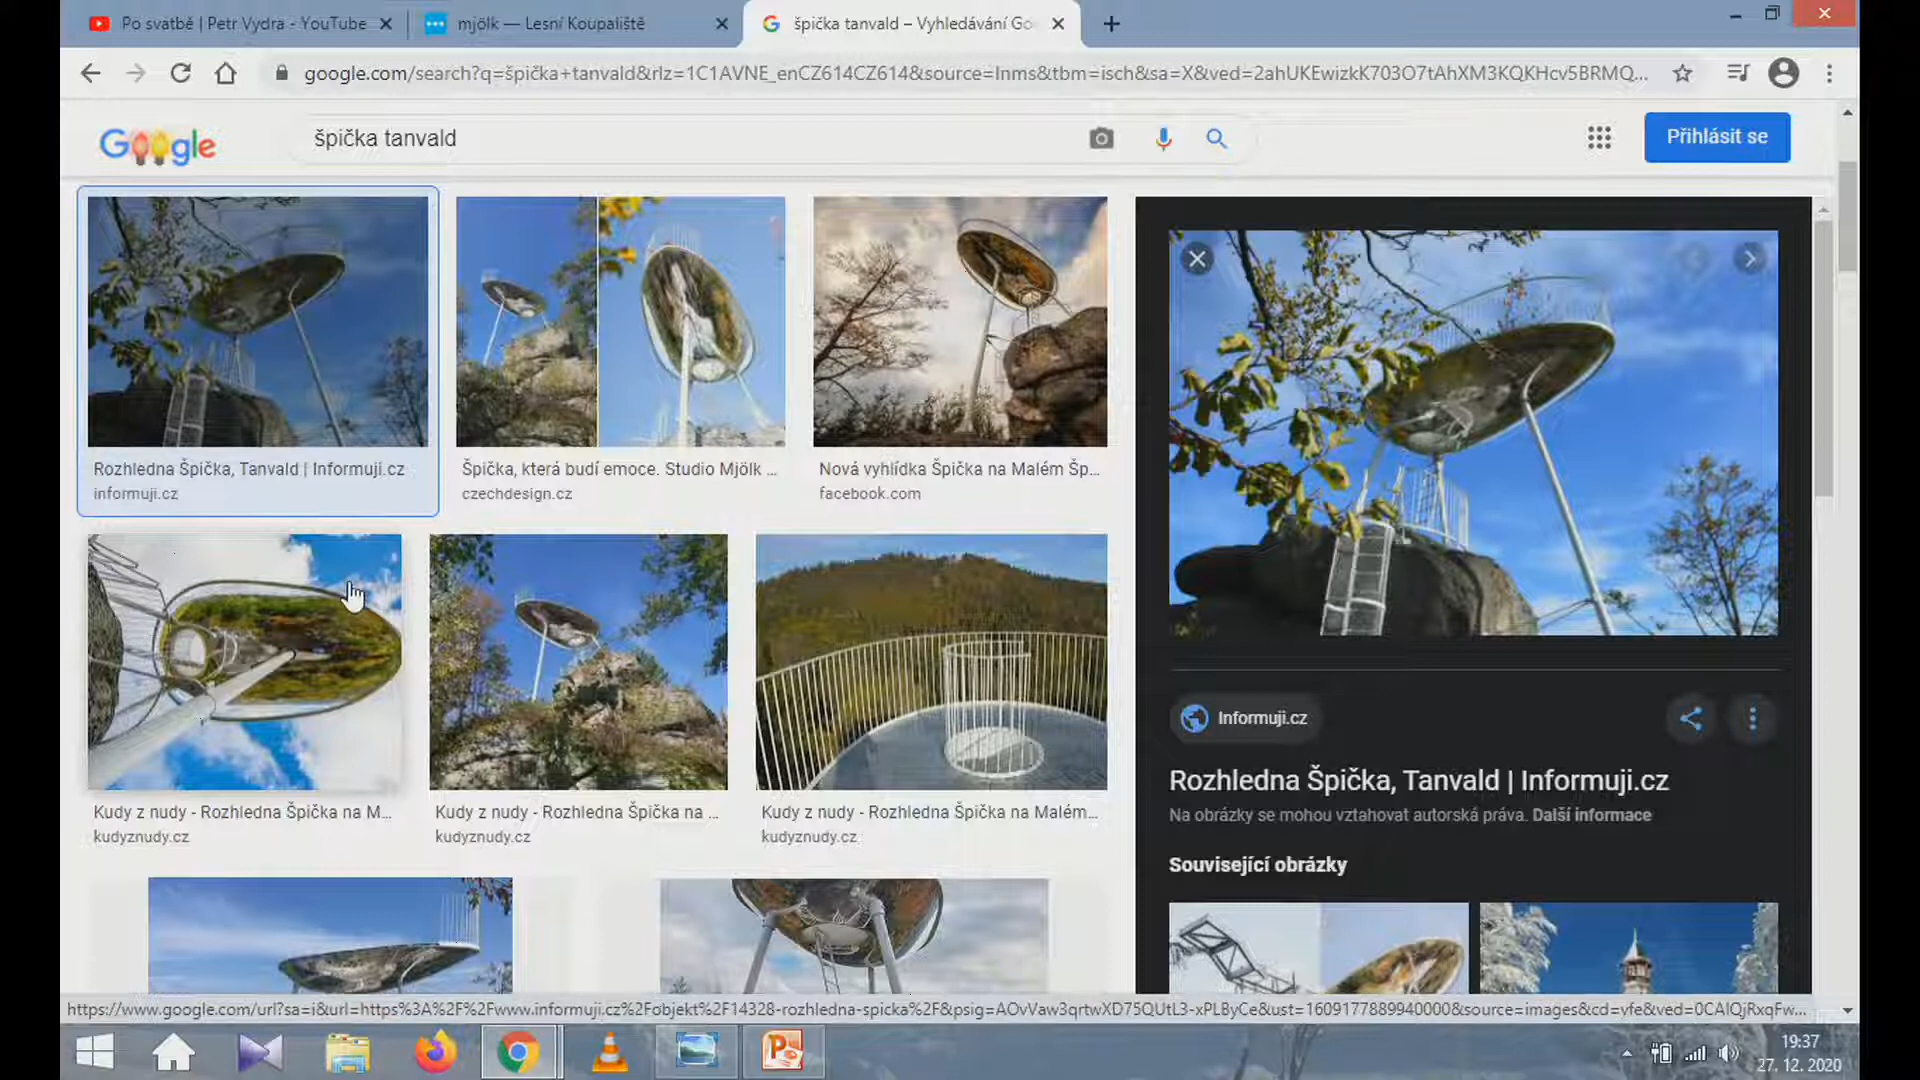 Po svatbě | Petr Vydra - YouTube
mjölk — Lesní Koupaliště
špička tanvald – Vyhledávání Go
google.com/search?q=špička+tanvald&rlz=1C1AVNE_enCZ614CZ614&source=lnms&tbm=isch&sa=X&ved=2ahUKEwizkK703O7tAhXM3KQKHcv5BRMQ...
Google
špička tanvald
Přihlásit se
Rozhledna Špička, Tanvald | Informuji.cz
informuji.cz
Špička, která budí emoce. Studio Mjölk ...
czechdesign.cz
Nová vyhlídka Špička na Malém Šp...
facebook.com
Kudy z nudy - Rozhledna Špička na M...
kudyznudy.cz
Kudy z nudy - Rozhledna Špička na ...
kudyznudy.cz
Kudy z nudy - Rozhledna Špička na Malém...
kudyznudy.cz
Informuji.cz
Rozhledna Špička, Tanvald | Informuji.cz
Na obrázky se mohou vztahovat autorská práva. Další informace
Související obrázky
https://www.google.com/url?sa=i&url=https%3A%2F%2Fwww.informuji.cz%2Fobjekt%2F14328-rozhledna-spicka%2F&psig=AOvVaw3qrtwXD75QUtL3-xPLByCe&ust=1609177889940000&source=images&cd=vfe&ved=0CAIQjRxqFw...
19:37
27. 12. 2020